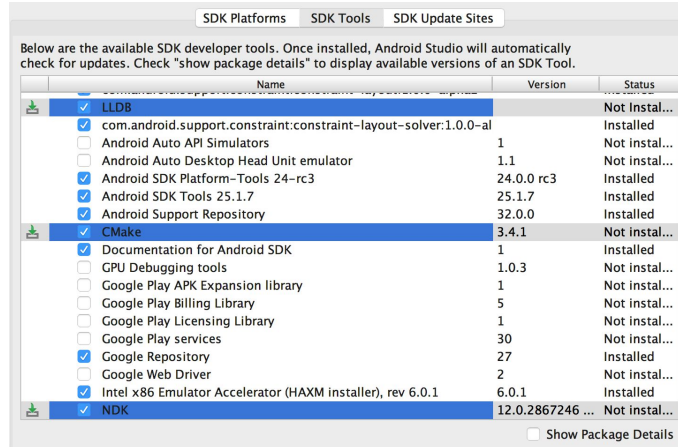 SDK Platforms SDK Tools SDK Update Sites
Below are the available SDK developer tools. Once installed, Android Studio will automatically
check for updates. Check "show package details" to display available versions of an SDK Tool.
Name Version Status
LLDB Not Instal...
com.android.support.constraint:constraint-layout-solver:1.0.0-al Installed
Android Auto API Simulators 1 Not instal...
Android Auto Desktop Head Unit emulator 1.1 Not instal...
Android SDK Platform-Tools 24-rc3 24.0.0 rc3 Installed
Android SDK Tools 25.1.7 25.1.7 Installed
Android Support Repository 32.0.0 Installed
CMake 3.4.1 Not instal...
Documentation for Android SDK 1 Installed
GPU Debugging tools 1.0.3 Not instal...
Google Play APK Expansion library 1 Not instal...
Google Play Billing Library 5 Not instal...
Google Play Licensing Library 1 Not instal...
Google Play services 30 Not instal...
Google Repository 27 Installed
Google Web Driver 2 Not instal...
Intel x86 Emulator Accelerator (HAXM installer), rev 6.0.1 6.0.1 Installed
NDK 12.0.2867246 ... Not instal...
Show Package Details